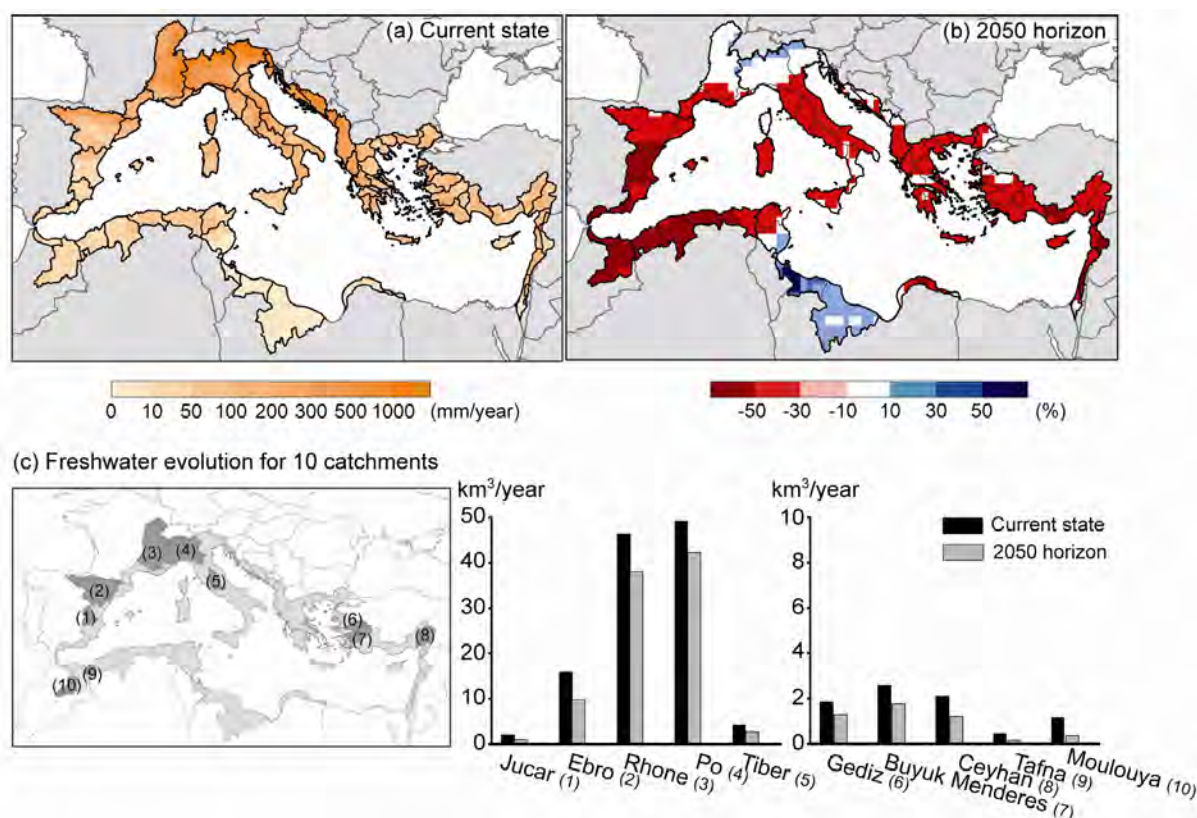 (a) Current state
(b) 2050 horizon
0 10 50 100 200 300 500 1000 (mm/year)
-50 -30 -10 10 30 50 (%)
(c) Freshwater evolution for 10 catchments
(1)
(2)
(3)
(4)
(5)
(6)
(7)
(8)
(9)
(10)
km³/year
50
40
30
20
10
0
Jucar (1)
Ebro (2)
Rhone (3)
Po (4)
Tiber (5)
km³/year
10
8
6
4
2
0
Current state
2050 horizon
Gediz (6)
Buyuk Menderes (7)
Ceyhan (8)
Tafna (9)
Moulouya (10)